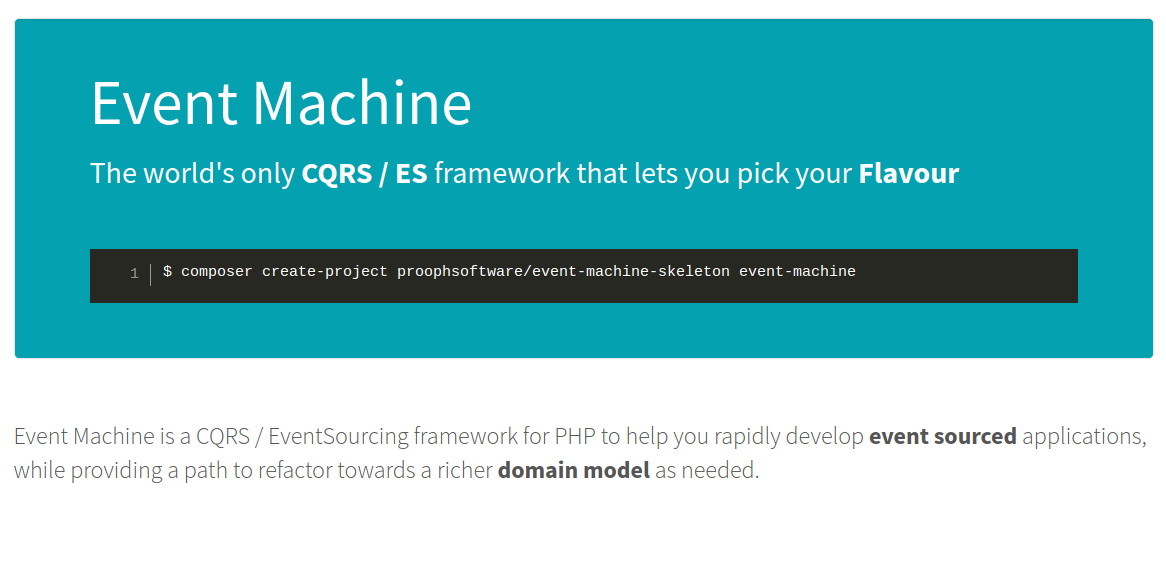 Event Machine
The world's only CQRS / ES framework that lets you pick your Flavour
1 $ composer create-project proophsoftware/event-machine-skeleton event-machine
Event Machine is a CQRS / EventSourcing framework for PHP to help you rapidly develop event sourced applications,
while providing a path to refactor towards a richer domain model as needed.